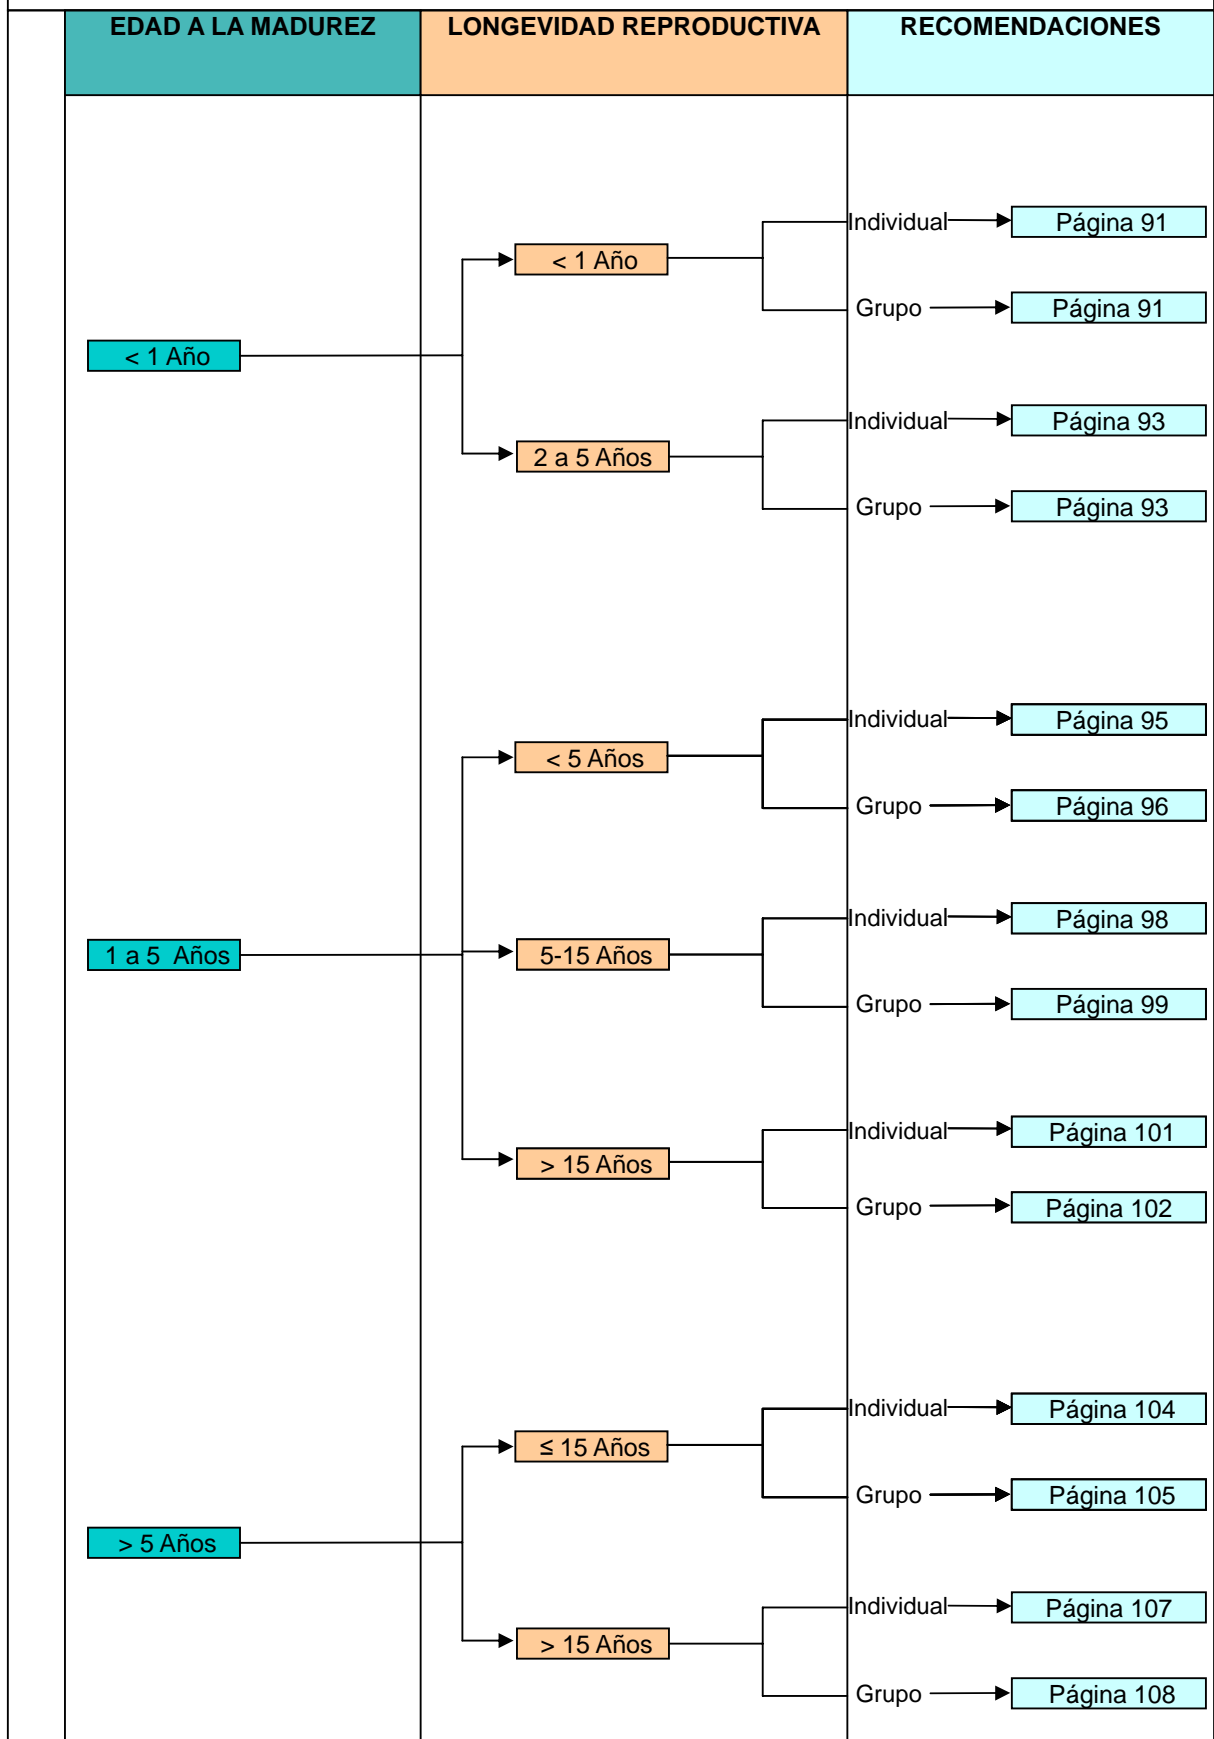 EDAD A LA MADUREZ
LONGEVIDAD REPRODUCTIVA
RECOMENDACIONES
Individual
Página 91
< 1 Año
Grupo
Página 91
< 1 Año
Individual
Página 93
2 a 5 Años
Grupo
Página 93
Individual
Página 95
< 5 Años
Grupo
Página 96
Individual
Página 98
1 a 5  Años
5-15 Años
Grupo
Página 99
Individual
Página 101
> 15 Años
Grupo
Página 102
Individual
Página 104
≤ 15 Años
Grupo
Página 105
> 5 Años
Individual
Página 107
> 15 Años
Grupo
Página 108